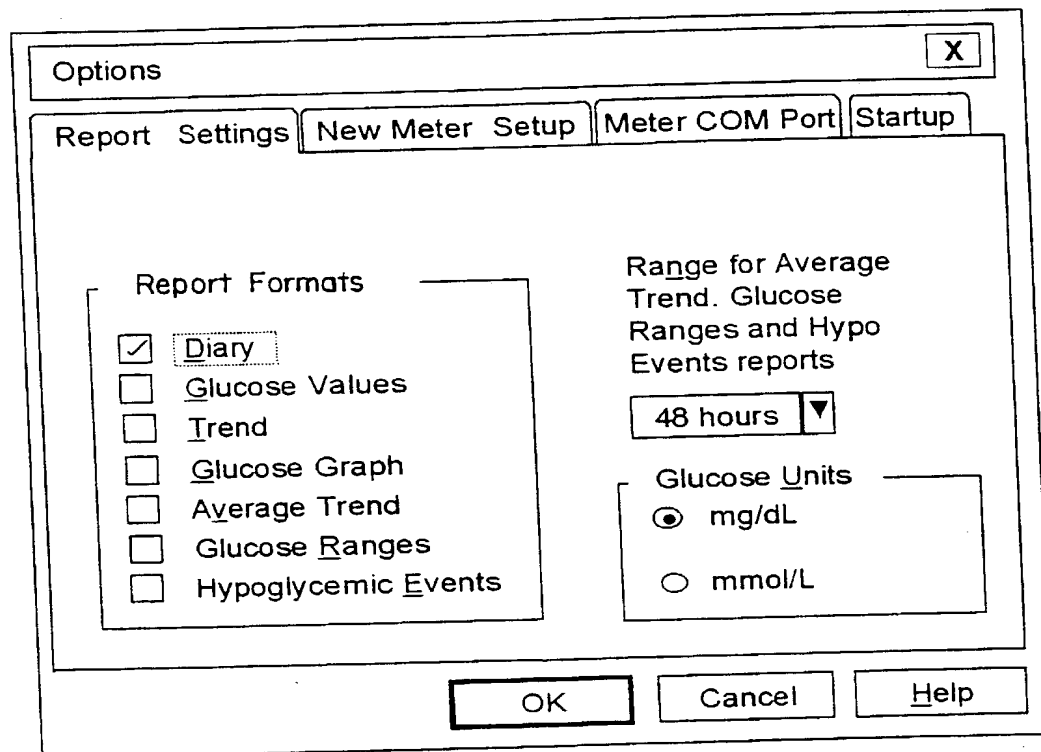 Options X
Report Settings New Meter Setup Meter COM Port Startup
Report Formats
Diary
Glucose Values
Trend
Glucose Graph
Average Trend
Glucose Ranges
Hypoglycemic Events
Range for Average
Trend. Glucose
Ranges and Hypo
Events reports
48 hours
Glucose Units
mg/dL
mmol/L
OK Cancel Help